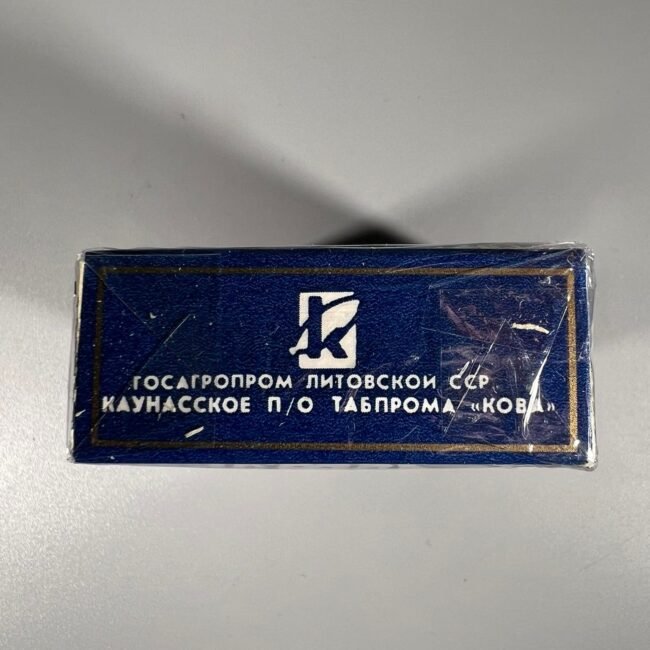 К
ГОСАГРОПРОМ ЛИТОВСКОЙ ССР
КАУНАССКОЕ П/О ТАБПРОМА «КОВА»